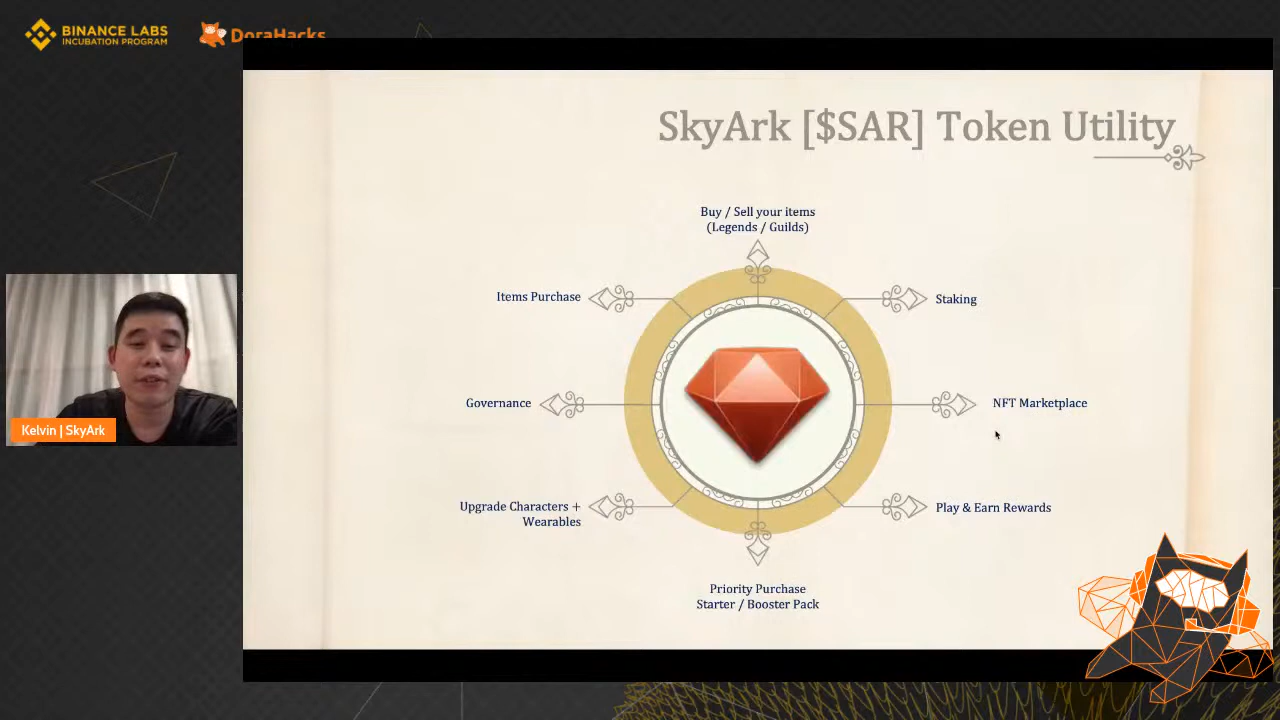 BINANCE LABS
INCUBATION PROGRAM
DoraHacks
SkyArk [$SAR] Token Utility
Buy / Sell your items
(Legends / Guilds)
Items Purchase
Staking
Governance
NFT Marketplace
Upgrade Characters +
Wearables
Play & Earn Rewards
Priority Purchase
Starter / Booster Pack
Kelvin | SkyArk